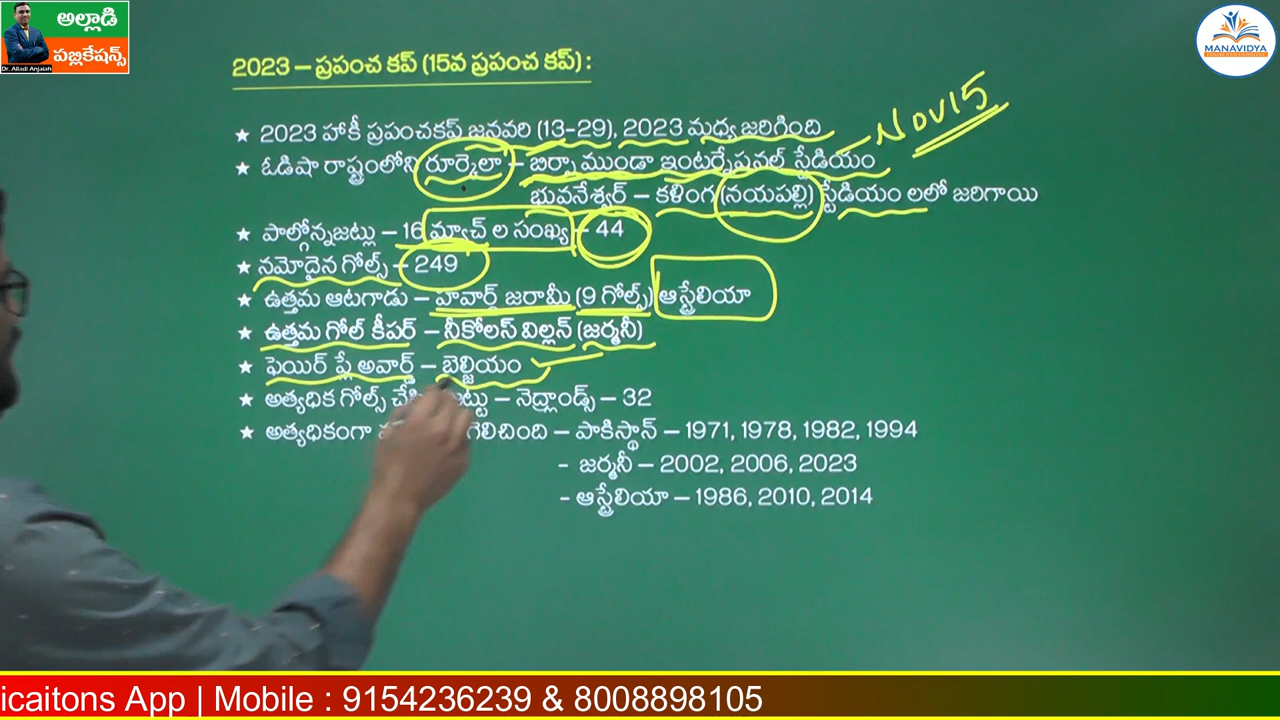 అల్లాడి
పబ్లికేషన్స్
Dr. Alladi Anjaiah
MANAVIDYA
2023 – ప్రపంచ కప్ (15వ ప్రపంచ కప్) :
★ 2023 హాకీ ప్రపంచకప్ జనవరి (13-29), 2023 మధ్య జరిగింది
Nov 15
★ ఓడిషా రాష్ట్రంలోని రూర్కెలా – బిర్సా ముండా ఇంటర్నేషనల్ స్టేడియం
భువనేశ్వర్ – కళింగ (నయపల్లి) స్టేడియం లలో జరిగాయి
★ పాల్గోన్నజట్లు – 16 మ్యాచ్ ల సంఖ్య – 44
★ నమోదైన గోల్స్ – 249
★ ఉత్తమ ఆటగాడు – హవార్డ్ జరామీ (9 గోల్స్) ఆస్ట్రేలియా
★ ఉత్తమ గోల్ కీపర్ – నీకోలస్ విల్లన్ (జర్మనీ)
★ ఫెయిర్ ప్లే అవార్డ్ – బెల్జియం
★ అత్యధిక గోల్స్ – నెద్ర్లాండ్స్ – 32
★ అత్యధికంగా గెలిచింది – పాకిస్థాన్ – 1971, 1978, 1982, 1994
- జర్మనీ – 2002, 2006, 2023
- ఆస్ట్రేలియా – 1986, 2010, 2014
icaitons App | Mobile : 9154236239 & 8008898105